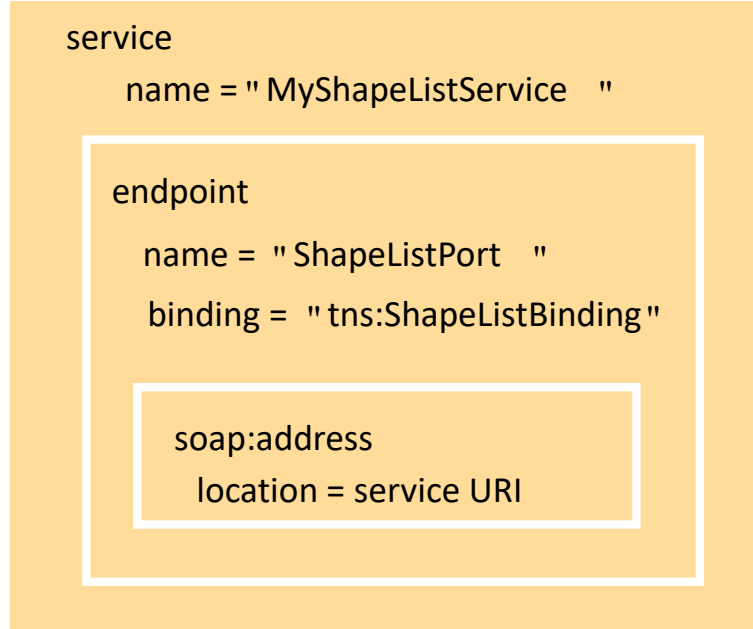 service
name = " MyShapeListService "
endpoint
name = " ShapeListPort "
binding = " tns:ShapeListBinding "
soap:address
location = service URI